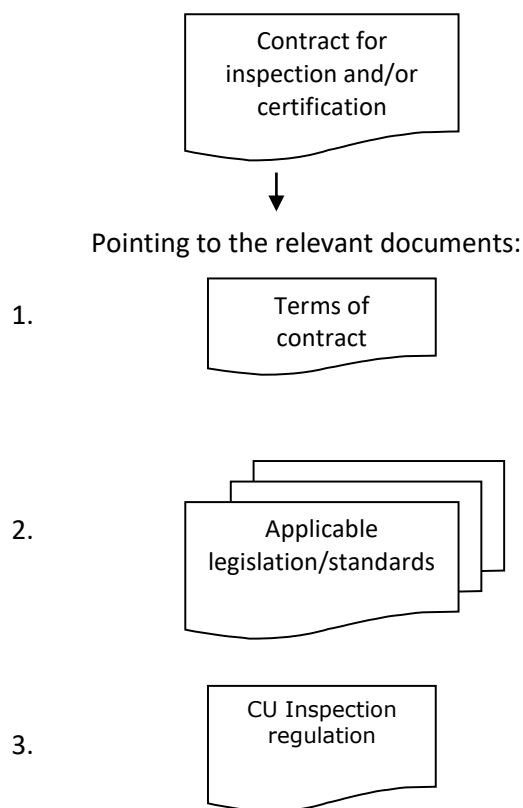 Contract for
inspection and/or
certification
Pointing to the relevant documents:
1.
Terms of
contract
2.
Applicable
legislation/standards
3.
CU Inspection
regulation